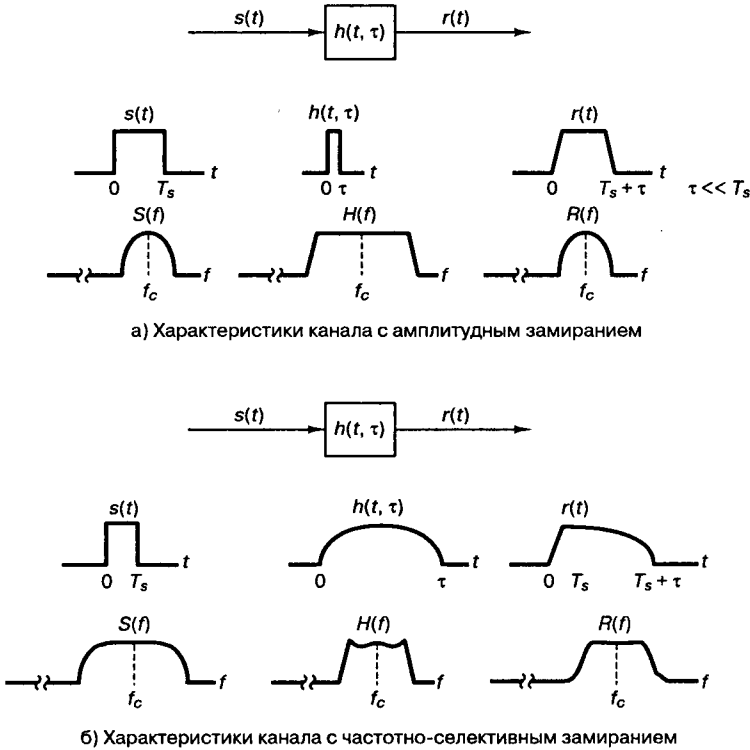 s(t) h(t, τ) r(t)
s(t) h(t, τ) r(t)
t t t
0 T_s 0 τ 0 T_s + τ τ << T_s
S(f) H(f) R(f)
f f f
f_c f_c f_c
а) Характеристики канала с амплитудным замиранием
s(t) h(t, τ) r(t)
s(t) h(t, τ) r(t)
t t t
0 T_s 0 τ 0 T_s T_s + τ
S(f) H(f) R(f)
f f f
f_c f_c f_c
б) Характеристики канала с частотно-селективным замиранием